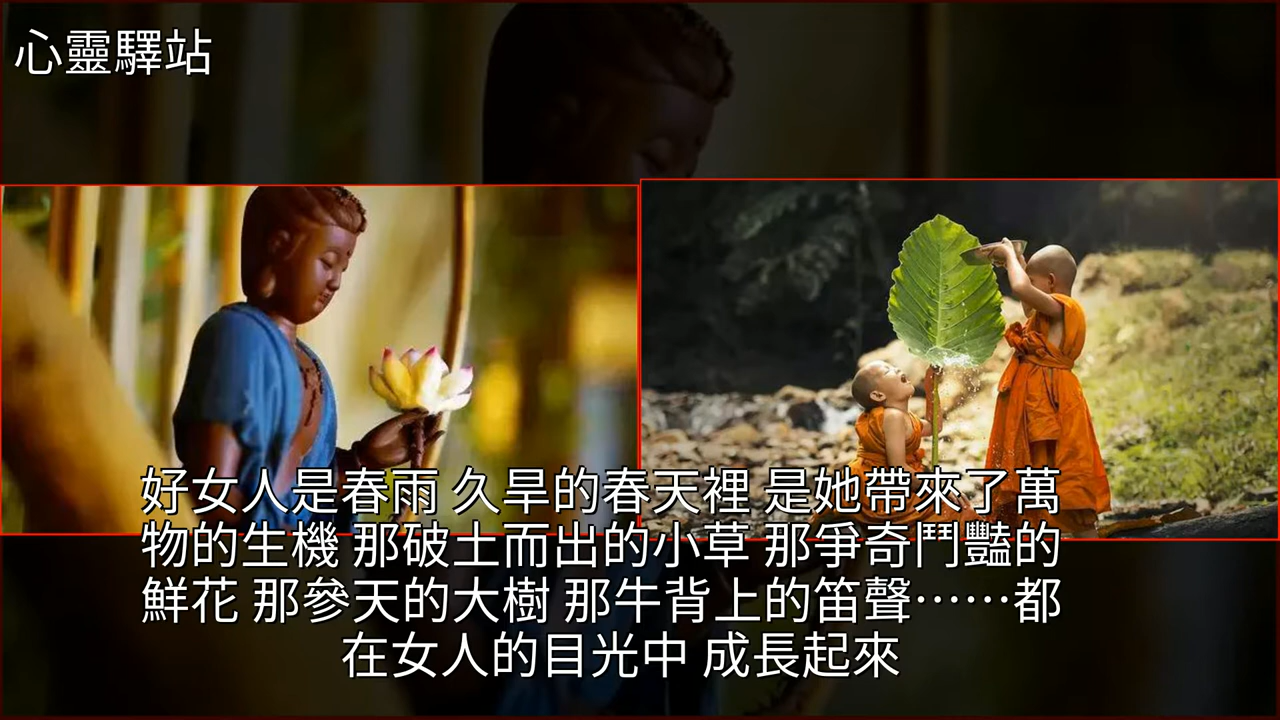 心靈驛站
好女人是春雨 久旱的春天裡 是她帶來了萬
物的生機 那破土而出的小草 那爭奇鬥豔的
鮮花 那參天的大樹 那牛背上的笛聲⋯⋯都
在女人的目光中 成長起來